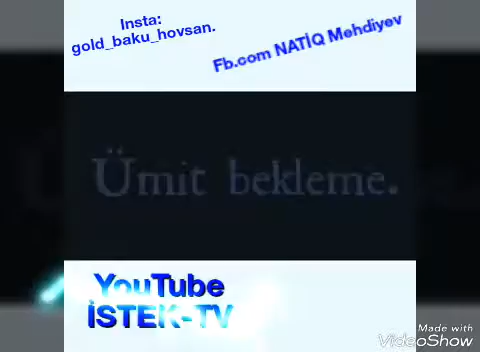 Insta:
gold_baku_hovsan.
Fb.com NATİQ Mehdiyev
Ümit bekleme.
YouTube
İSTEK-TV
Made with
VideoShow